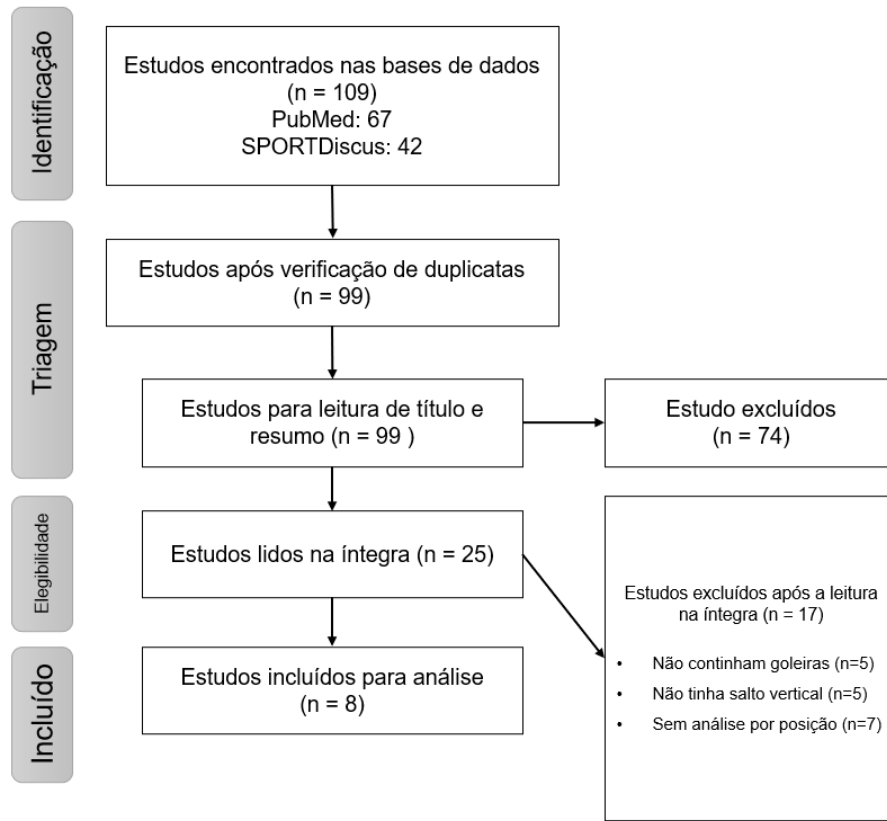 Identificação
Estudos encontrados nas bases de dados
(n = 109)
PubMed: 67
SPORTDiscus: 42
Triagem
Estudos após verificação de duplicatas
(n = 99)
Estudos para leitura de título e
resumo (n = 99 )
Estudo excluídos
(n = 74)
Elegibilidade
Estudos lidos na íntegra (n = 25)
Estudos excluídos após a leitura
na íntegra (n = 17)
• Não continham goleiras (n=5)
• Não tinha salto vertical (n=5)
• Sem análise por posição (n=7)
Incluído
Estudos incluídos para análise
(n = 8)